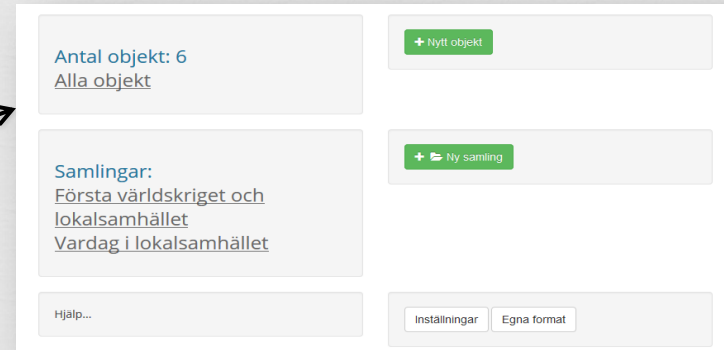 Antal objekt: 6
Alla objekt
+ Nytt objekt
Samlingar:
Första världskriget och
lokalsamhället
Vardag i lokalsamhället
+ Ny samling
Hjälp...
Inställningar
Egna format